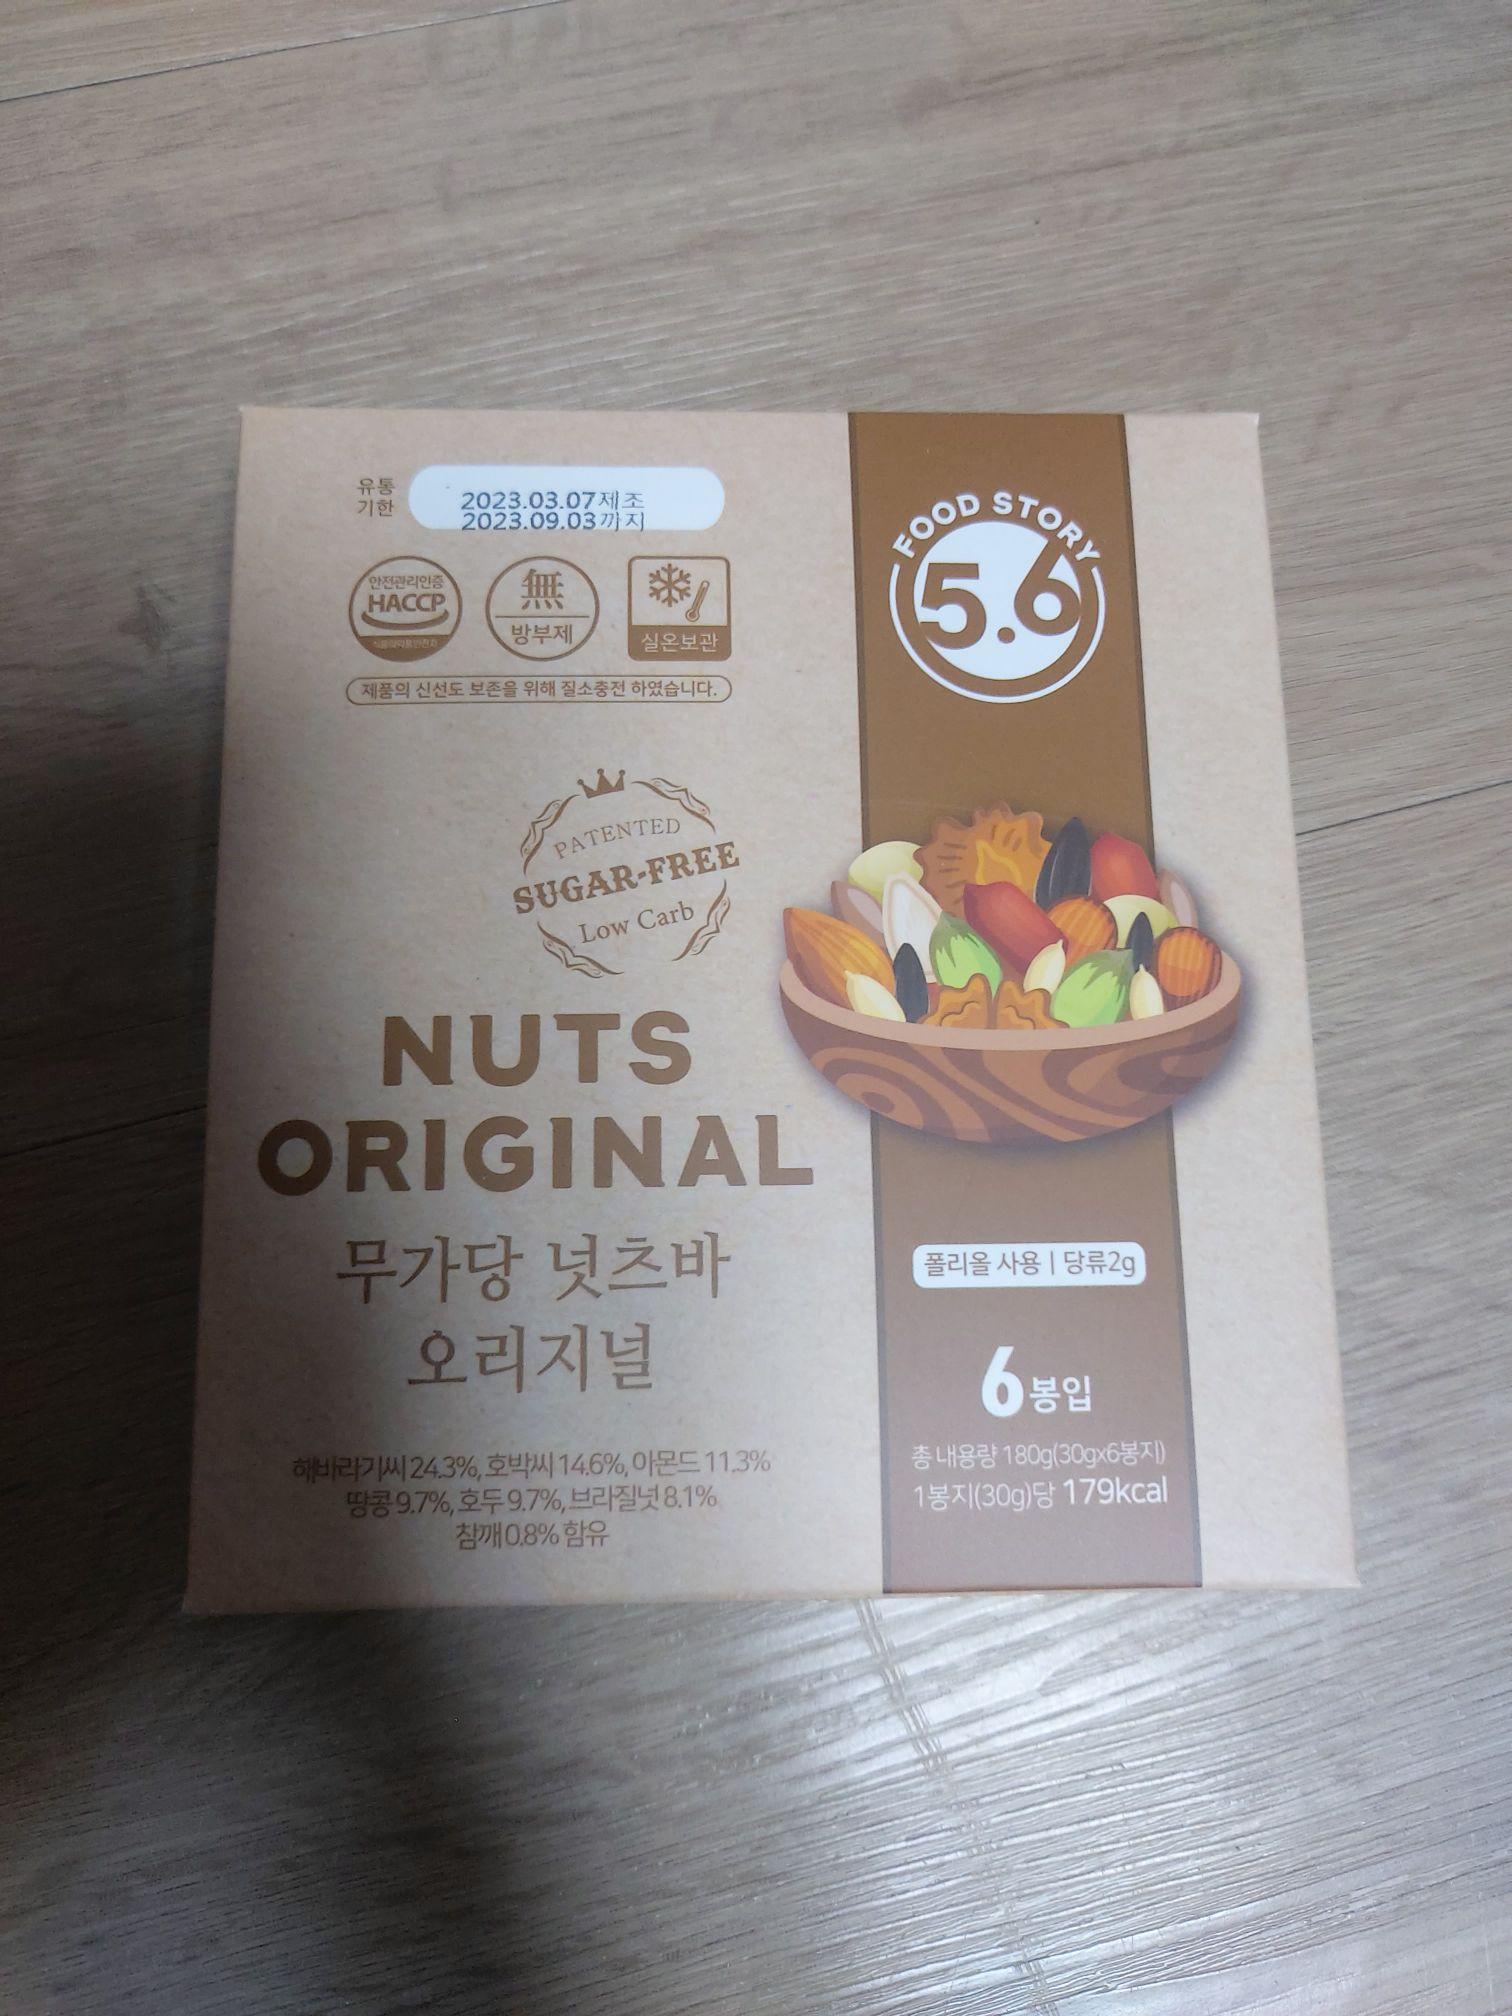 유통
기한
2023.03.07제조
2023.09.03까지
안전관리인증
HACCP
無
방부제
실온보관
제품의 신선도 보존을 위해 질소충전 하였습니다.
FOOD STORY
5.6
PATENTED
SUGAR-FREE
Low Carb
NUTS
ORIGINAL
무가당 넛츠바
오리지널
해바라기씨 24.3%, 호박씨 14.6%, 아몬드 11.3%
땅콩 9.7%, 호두 9.7%, 브라질넛 8.1%
참깨 0.8% 함유
폴리올 사용 | 당류2g
6봉입
총 내용량 180g(30gx6봉지)
1봉지(30g)당 179kcal